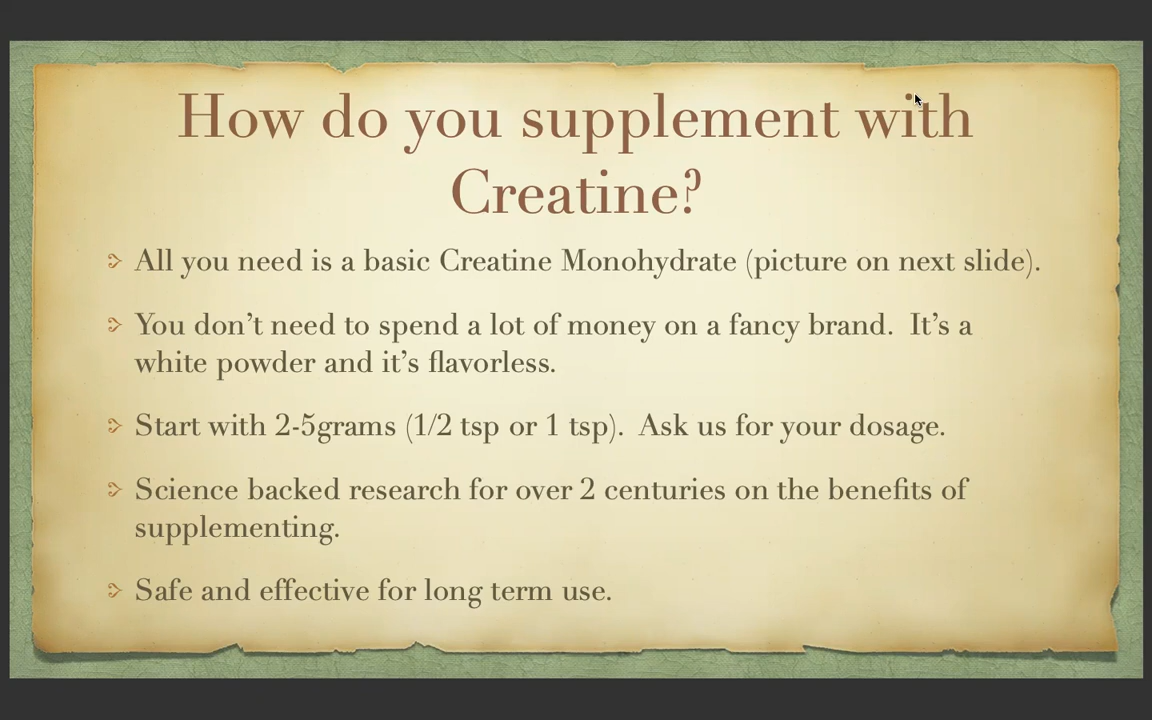 How do you supplement with
Creatine?
All you need is a basic Creatine Monohydrate (picture on next slide).
You don’t need to spend a lot of money on a fancy brand.  It’s a
white powder and it’s flavorless.
Start with 2-5grams (1/2 tsp or 1 tsp).  Ask us for your dosage.
Science backed research for over 2 centuries on the benefits of
supplementing.
Safe and effective for long term use.